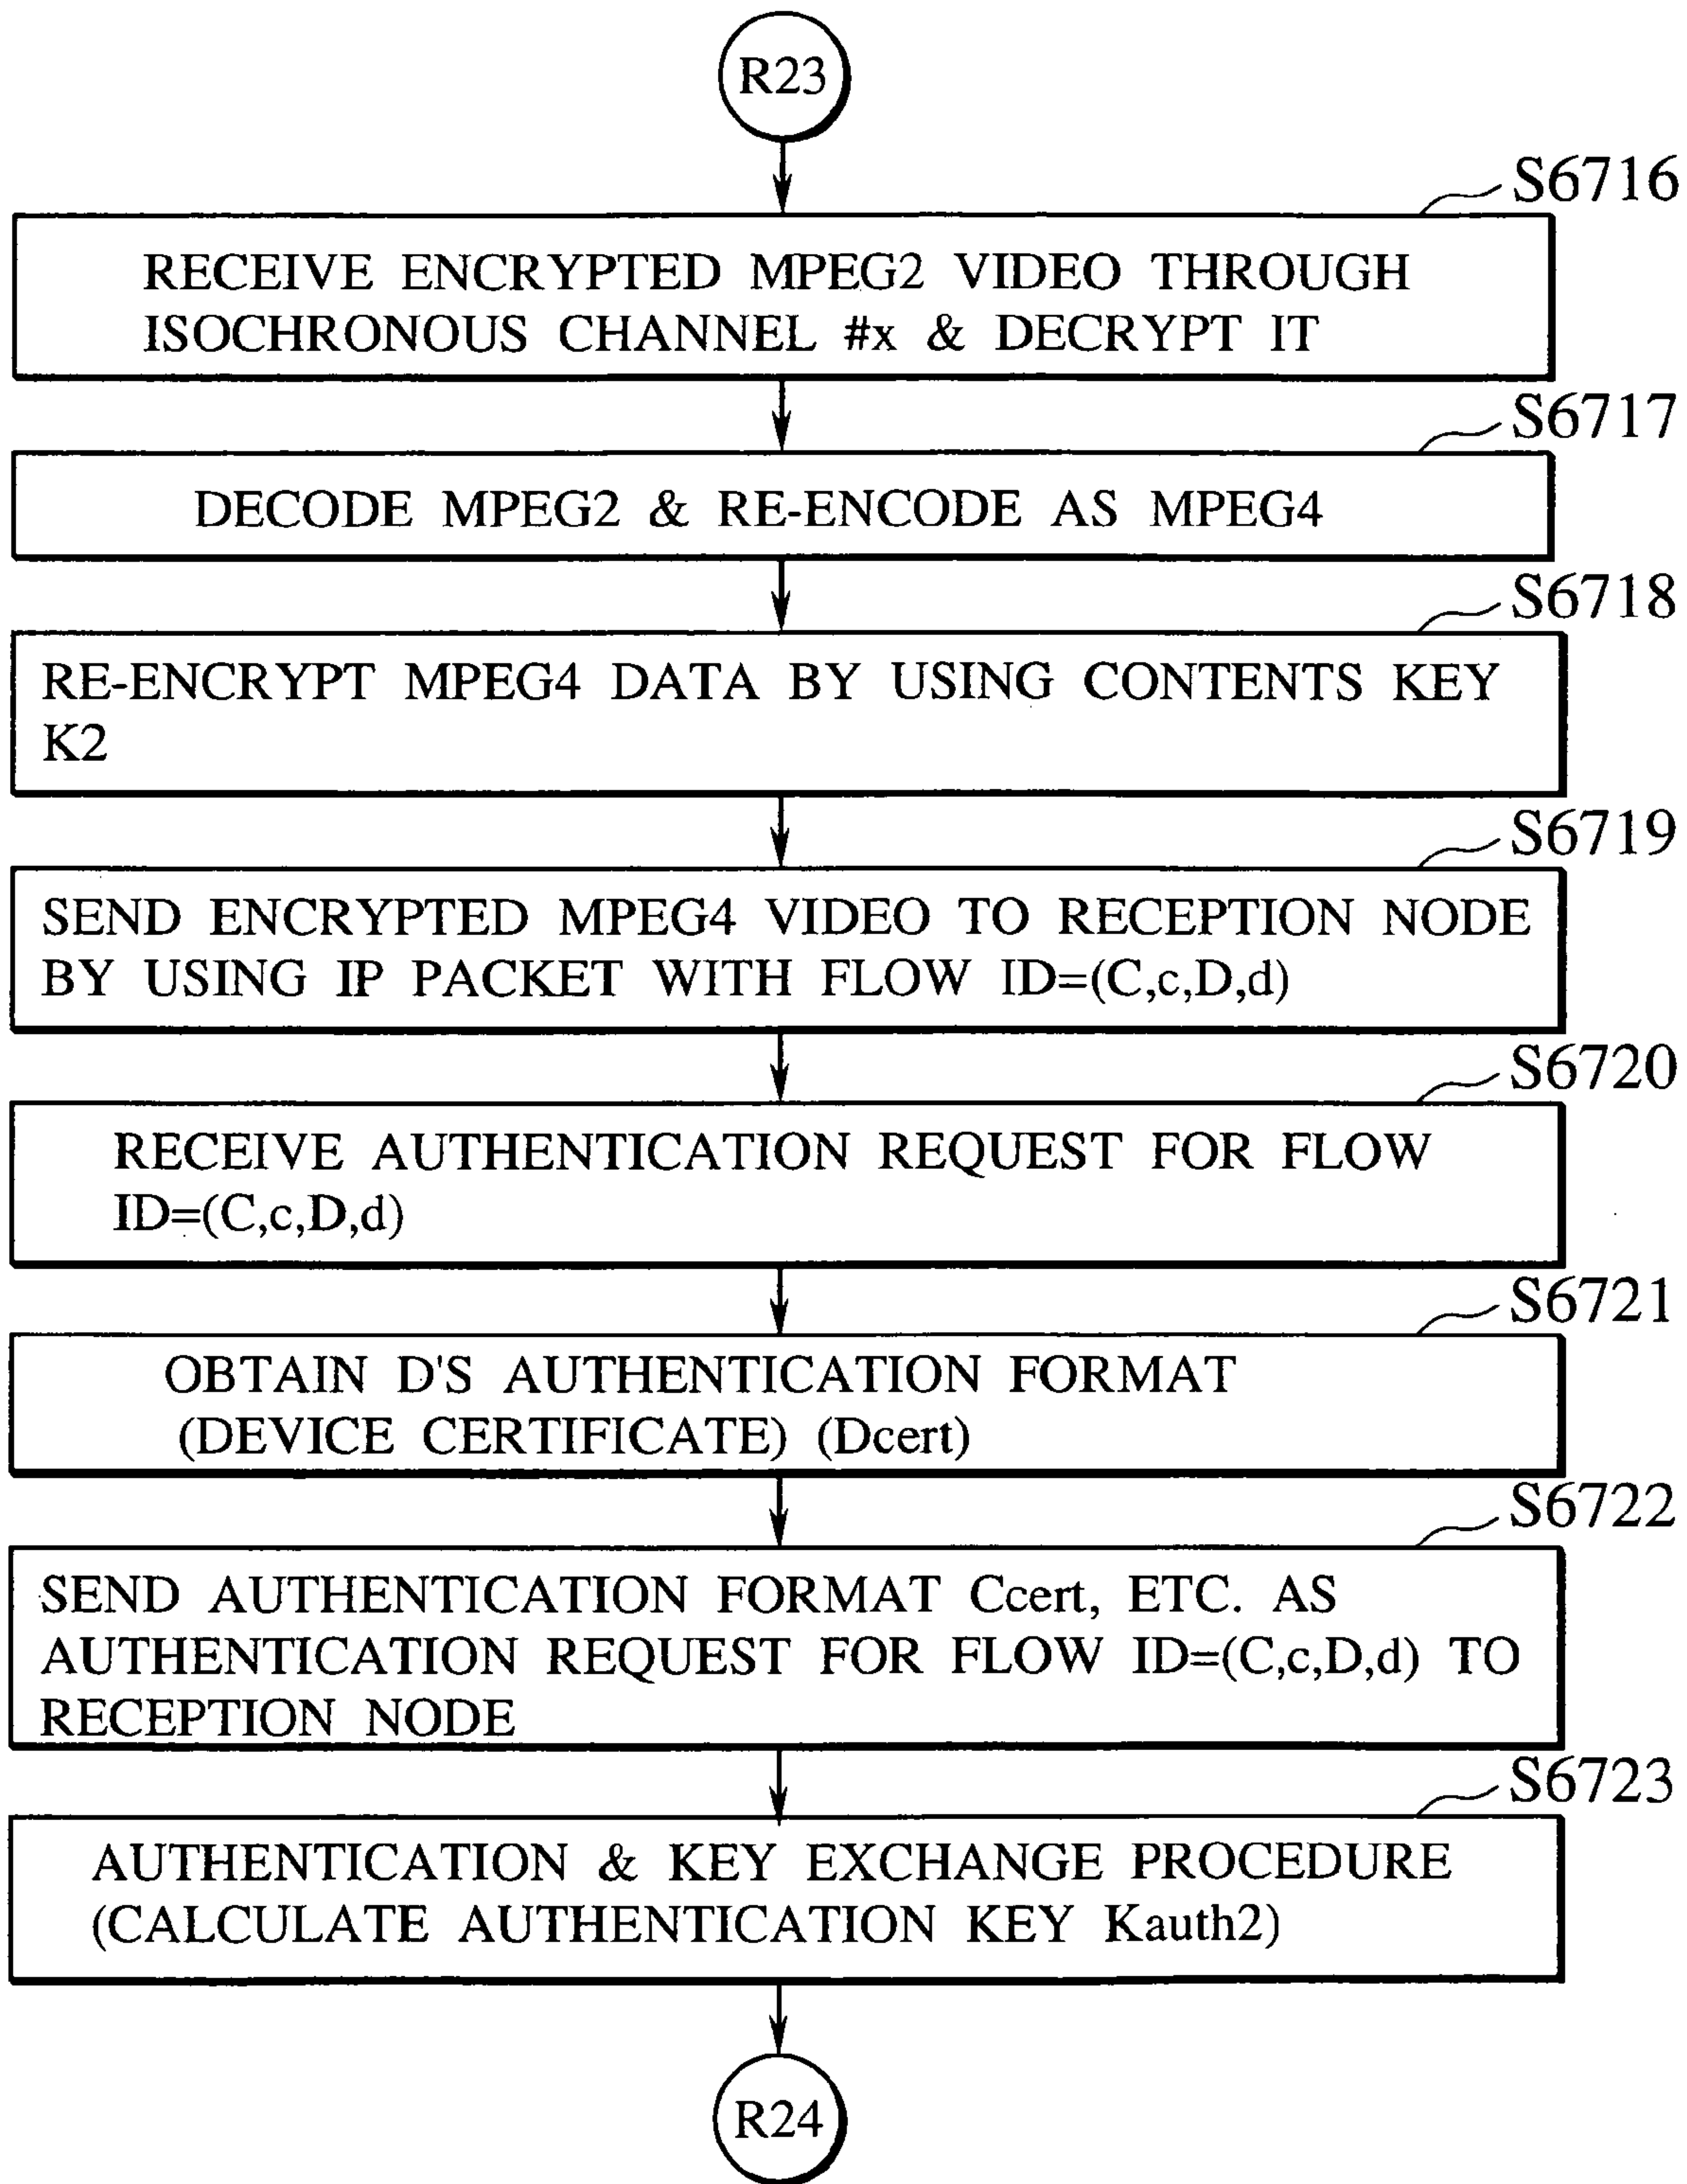 R23
S6716
RECEIVE ENCRYPTED MPEG2 VIDEO THROUGH
ISOCHRONOUS CHANNEL #x & DECRYPT IT
S6717
DECODE MPEG2 & RE-ENCODE AS MPEG4
S6718
RE-ENCRYPT MPEG4 DATA BY USING CONTENTS KEY
K2
S6719
SEND ENCRYPTED MPEG4 VIDEO TO RECEPTION NODE
BY USING IP PACKET WITH FLOW ID=(C,c,D,d)
S6720
RECEIVE AUTHENTICATION REQUEST FOR FLOW
ID=(C,c,D,d)
S6721
OBTAIN D'S AUTHENTICATION FORMAT
(DEVICE CERTIFICATE) (Dcert)
S6722
SEND AUTHENTICATION FORMAT Ccert, ETC. AS
AUTHENTICATION REQUEST FOR FLOW ID=(C,c,D,d) TO
RECEPTION NODE
S6723
AUTHENTICATION & KEY EXCHANGE PROCEDURE
(CALCULATE AUTHENTICATION KEY Kauth2)
R24